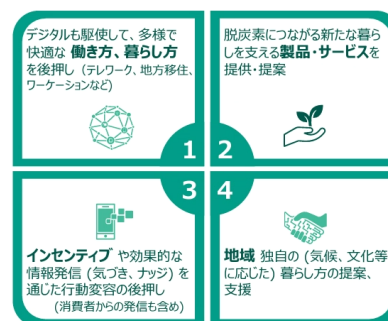 デジタルも駆使して、多様で
快適な 働き方、暮らし方
を後押し（テレワーク、地方移住、
ワーケーションなど）
1
脱炭素につながる新たな暮ら
しを支える製品・サービスを
提供・提案
2
3
インセンティブ や効果的な
情報発信 (気づき、ナッジ) を
通じた行動変容の後押し
(消費者からの発信も含め)
4
地域 独自の (気候、文化等
に応じた) 暮らし方の提案、
支援